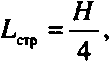 L_стр = H/4,